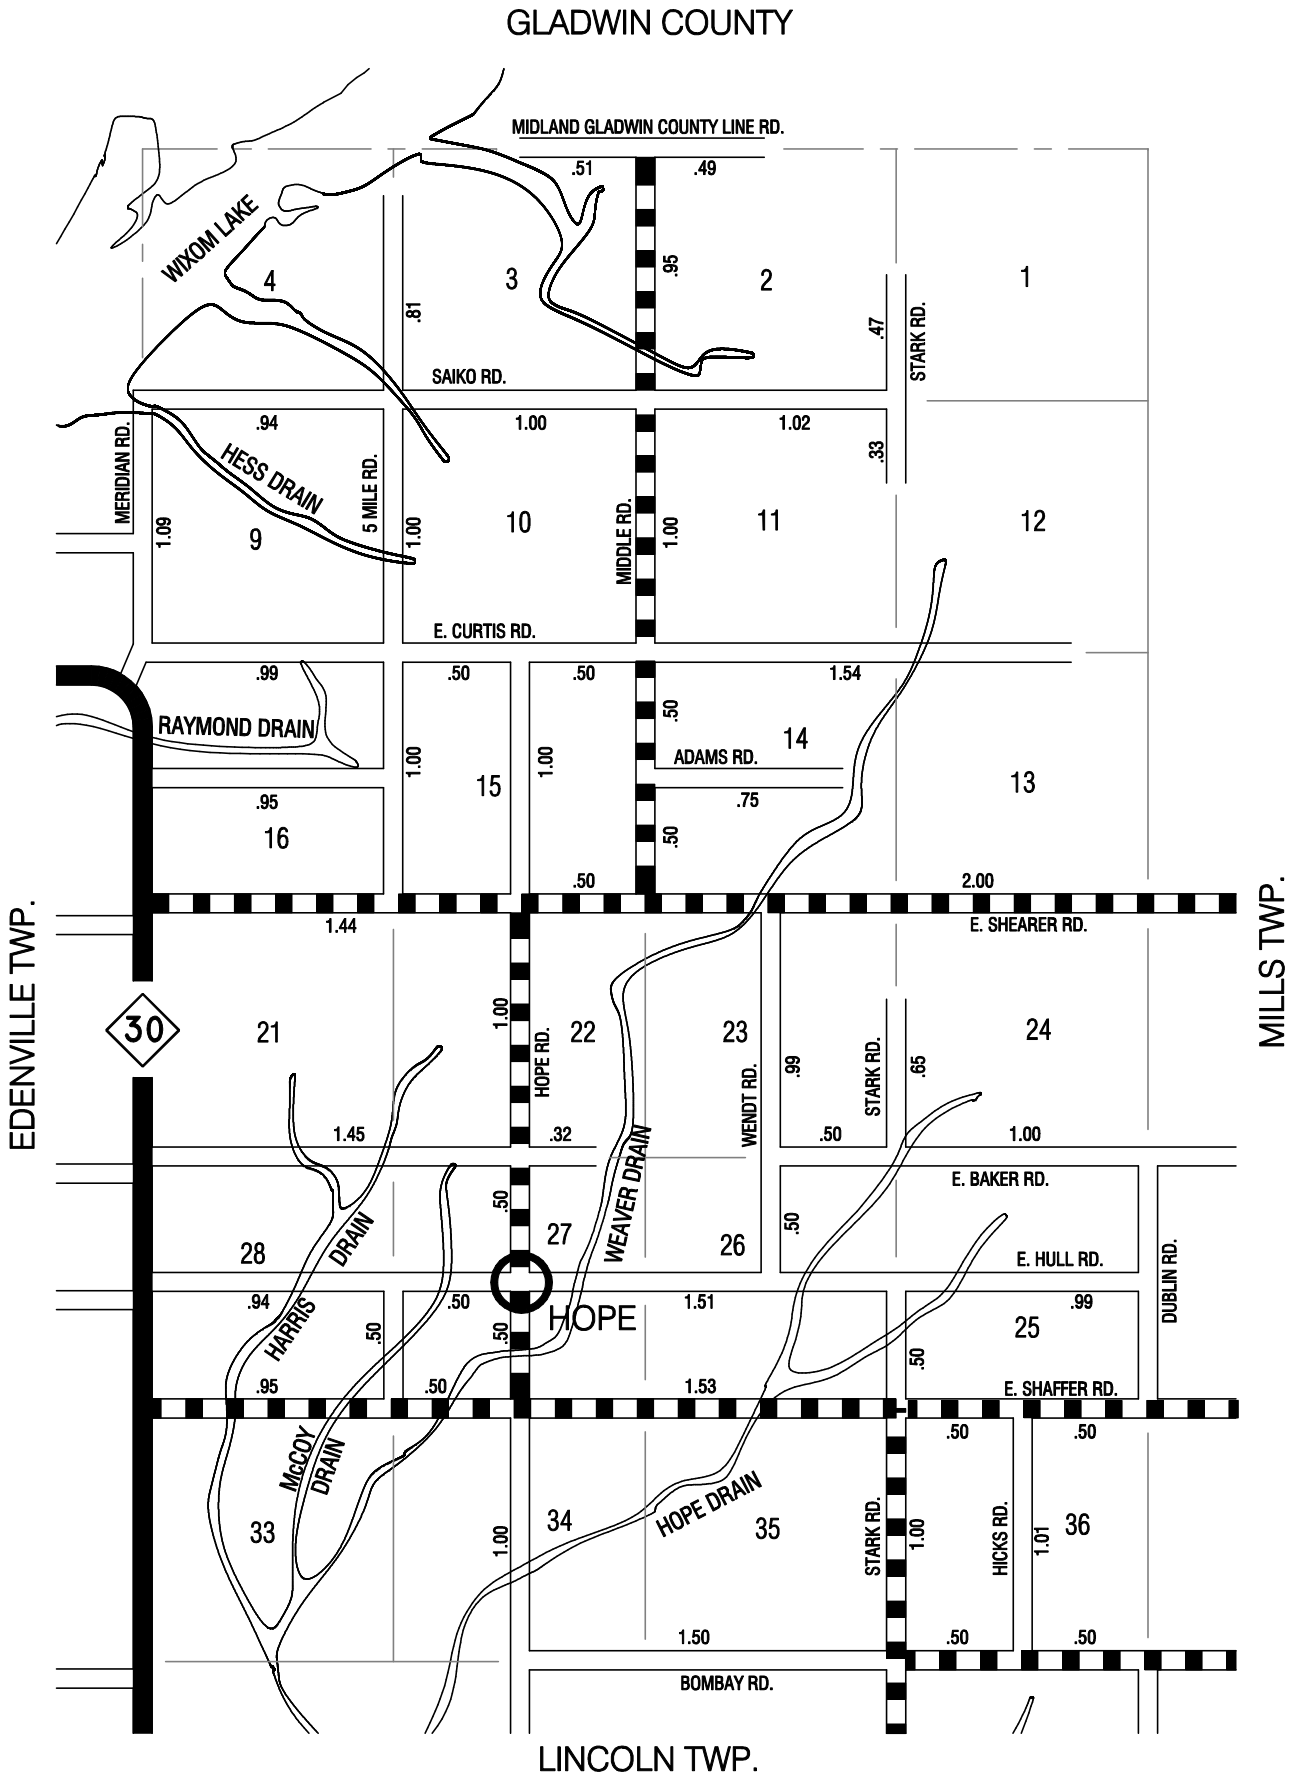 GLADWIN COUNTY
MIDLAND GLADWIN COUNTY LINE RD.
.51
.49
WIXOM LAKE
4
3
.95
2
1
.81
.47
STARK RD.
SAIKO RD.
.94
1.00
1.02
.33
MERIDIAN RD.
HESS DRAIN
5 MILE RD.
1.09
9
1.00
10
MIDDLE RD.
1.00
11
12
E. CURTIS RD.
.99
.50
.50
1.54
RAYMOND DRAIN
.50
14
ADAMS RD.
1.00
15
1.00
13
.95
.75
16
.50
.50
2.00
1.44
E. SHEARER RD.
EDENVILLE TWP.
MILLS TWP.
30
21
1.00
HOPE RD.
22
23
24
WENDT RD.
.99
STARK RD.
.65
1.45
.32
.50
1.00
WEAVER DRAIN
E. BAKER RD.
.50
.50
27
26
28
HARRIS
DRAIN
E. HULL RD.
DUBLIN RD.
.94
.50
1.51
.99
HOPE
.50
.50
25
.50
.95
.50
1.53
E. SHAFFER RD.
.50
.50
McCOY
DRAIN
HOPE DRAIN
33
1.00
34
35
STARK RD.
1.00
HICKS RD.
1.01
36
1.50
.50
.50
BOMBAY RD.
LINCOLN TWP.